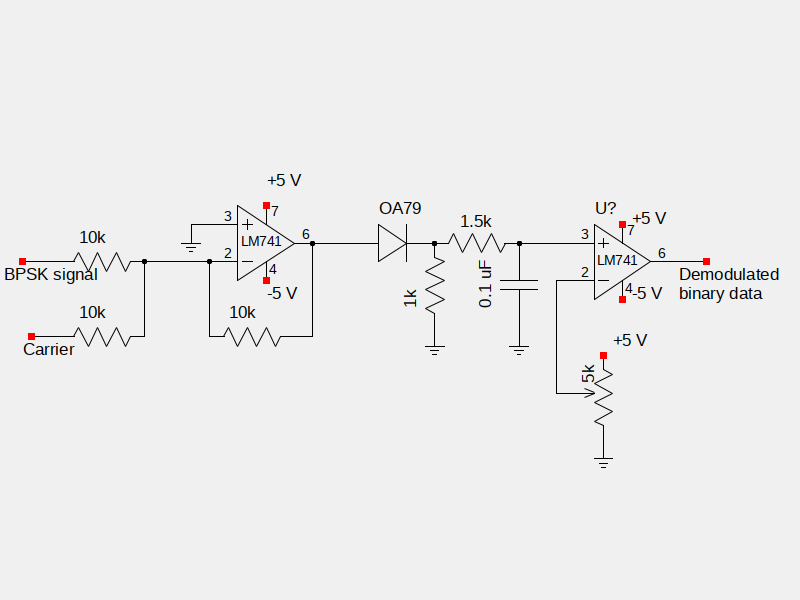 +5 V
OA79
U?
3
7
+5 V
10k
LM741
6
1.5k
3
7
2
LM741
6
BPSK signal
4
-5 V
2
4
-5 V
Demodulated
binary data
10k
10k
1k
0.1 uF
Carrier
+5 V
5k